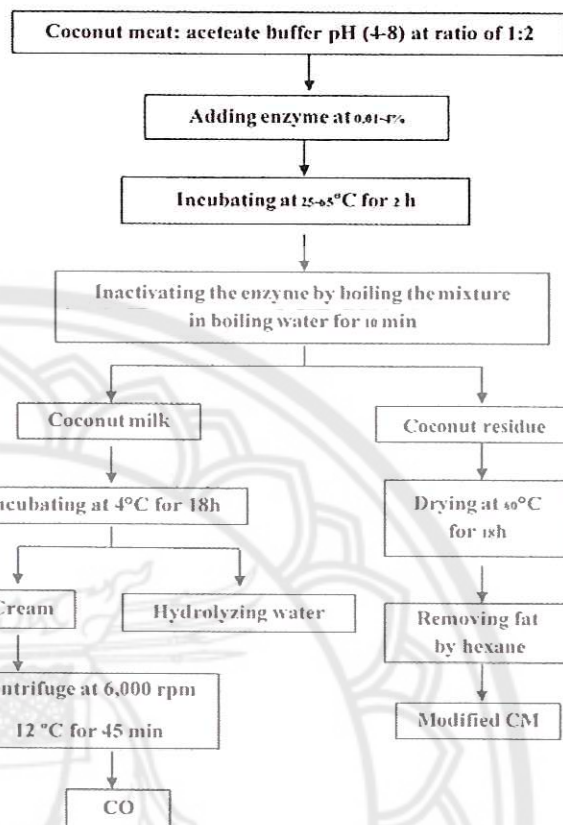 Coconut meat: aceteate buffer pH (4-8) at ratio of 1:2
Adding enzyme at 0.01-4%
Incubating at 25-65°C for 2 h
Inactivating the enzyme by boiling the mixture
in boiling water for 10 min
Coconut milk
Coconut residue
ncubating at 4°C for 18h
Drying at 60°C
for 18h
Cream
Hydrolyzing water
Removing fat
by hexane
ntrifuge at 6,000 rpm
12 °C for 45 min
Modified CM
CO